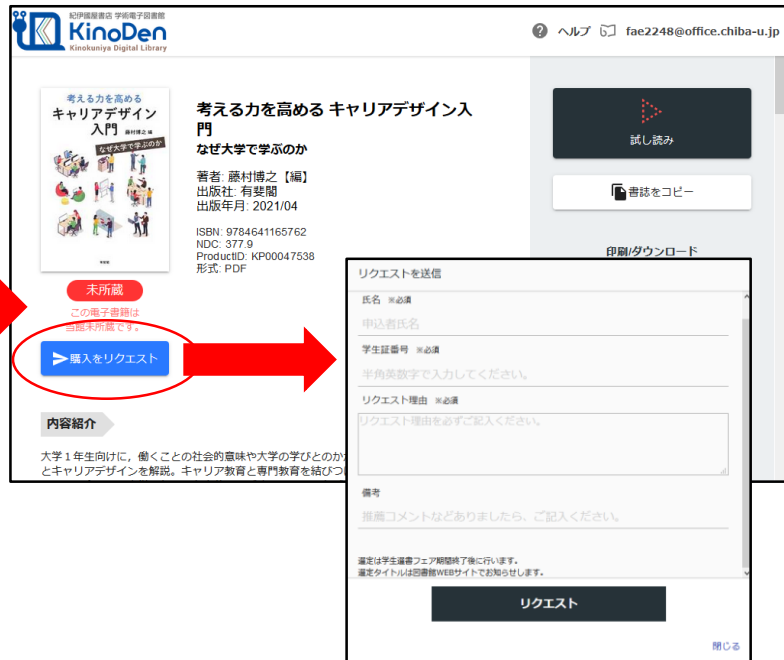 紀伊國屋書店 学術電子図書館
KinoDen
Kinokuniya Digital Library
ヘルプ
fae2248@office.chiba-u.jp
考える力を高める
キャリアデザイン
入門 藤村博之 編
なぜ大学で学ぶのか
考える力を高める キャリアデザイン入
門
なぜ大学で学ぶのか
著者: 藤村博之【編】
出版社: 有斐閣
出版年月: 2021/04
ISBN: 9784641165762
NDC: 377.9
ProductID: KP00047538
形式: PDF
試し読み
書誌をコピー
印刷/ダウンロード
未所蔵
この電子書籍は
当館未所蔵です。
購入をリクエスト
内容紹介
大学１年生向けに，働くことの社会的意味や大学の学びとのか
とキャリアデザインを解説。キャリア教育と専門教育を結びつ
リクエストを送信
氏名 ※必須
申込者氏名
学生証番号 ※必須
半角英数字で入力してください。
リクエスト理由 ※必須
リクエスト理由を必ずご記入ください。
備考
推薦コメントなどありましたら、ご記入ください。
選定は学生選書フェア期間終了後に行います。
選定タイトルは図書館WEBサイトでお知らせします。
リクエスト
閉じる